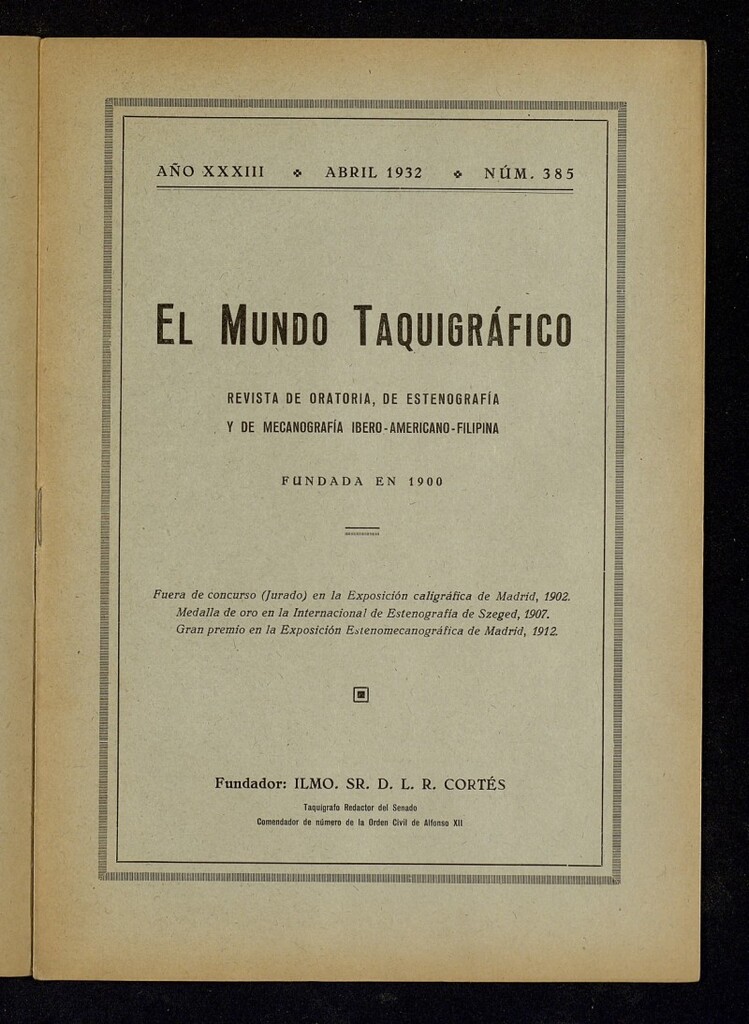 AÑO XXXIII ❖ ABRIL 1932 ❖ NÚM. 385
EL MUNDO TAQUIGRÁFICO
REVISTA DE ORATORIA, DE ESTENOGRAFÍA
Y DE MECANOGRAFÍA IBERO-AMERICANO-FILIPINA
FUNDADA EN 1900
Fuera de concurso (Jurado) en la Exposición caligráfica de Madrid, 1902.
Medalla de oro en la Internacional de Estenografía de Szeged, 1907.
Gran premio en la Exposición Estenomecanográfica de Madrid, 1912.
Fundador: ILMO. SR. D. L. R. CORTÉS
Taquígrafo Redactor del Senado
Comendador de número de la Orden Civil de Alfonso XII